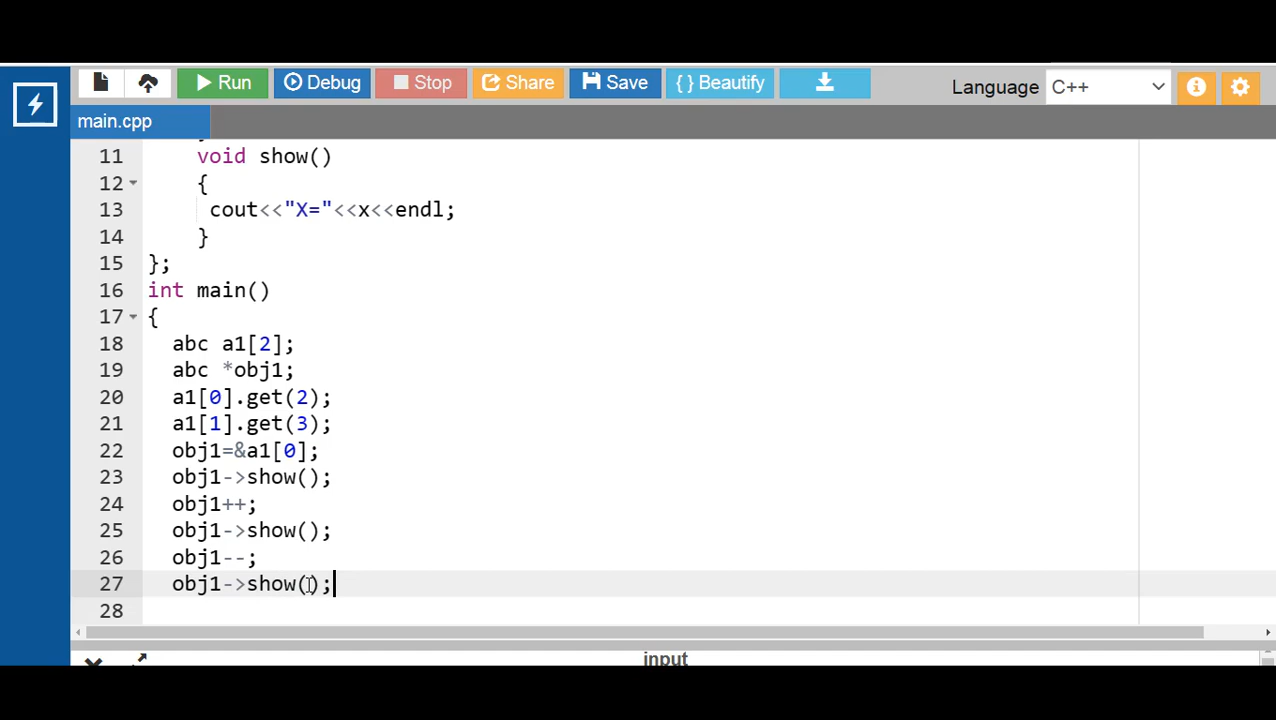 Run Debug Stop Share Save { } Beautify Language C++
main.cpp
11 void show()
12 {
13 cout<<"X="<<x<<endl;
14 }
15 };
16 int main()
17 {
18 abc a1[2];
19 abc *obj1;
20 a1[0].get(2);
21 a1[1].get(3);
22 obj1=&a1[0];
23 obj1->show();
24 obj1++;
25 obj1->show();
26 obj1--;
27 obj1->show();
28
input